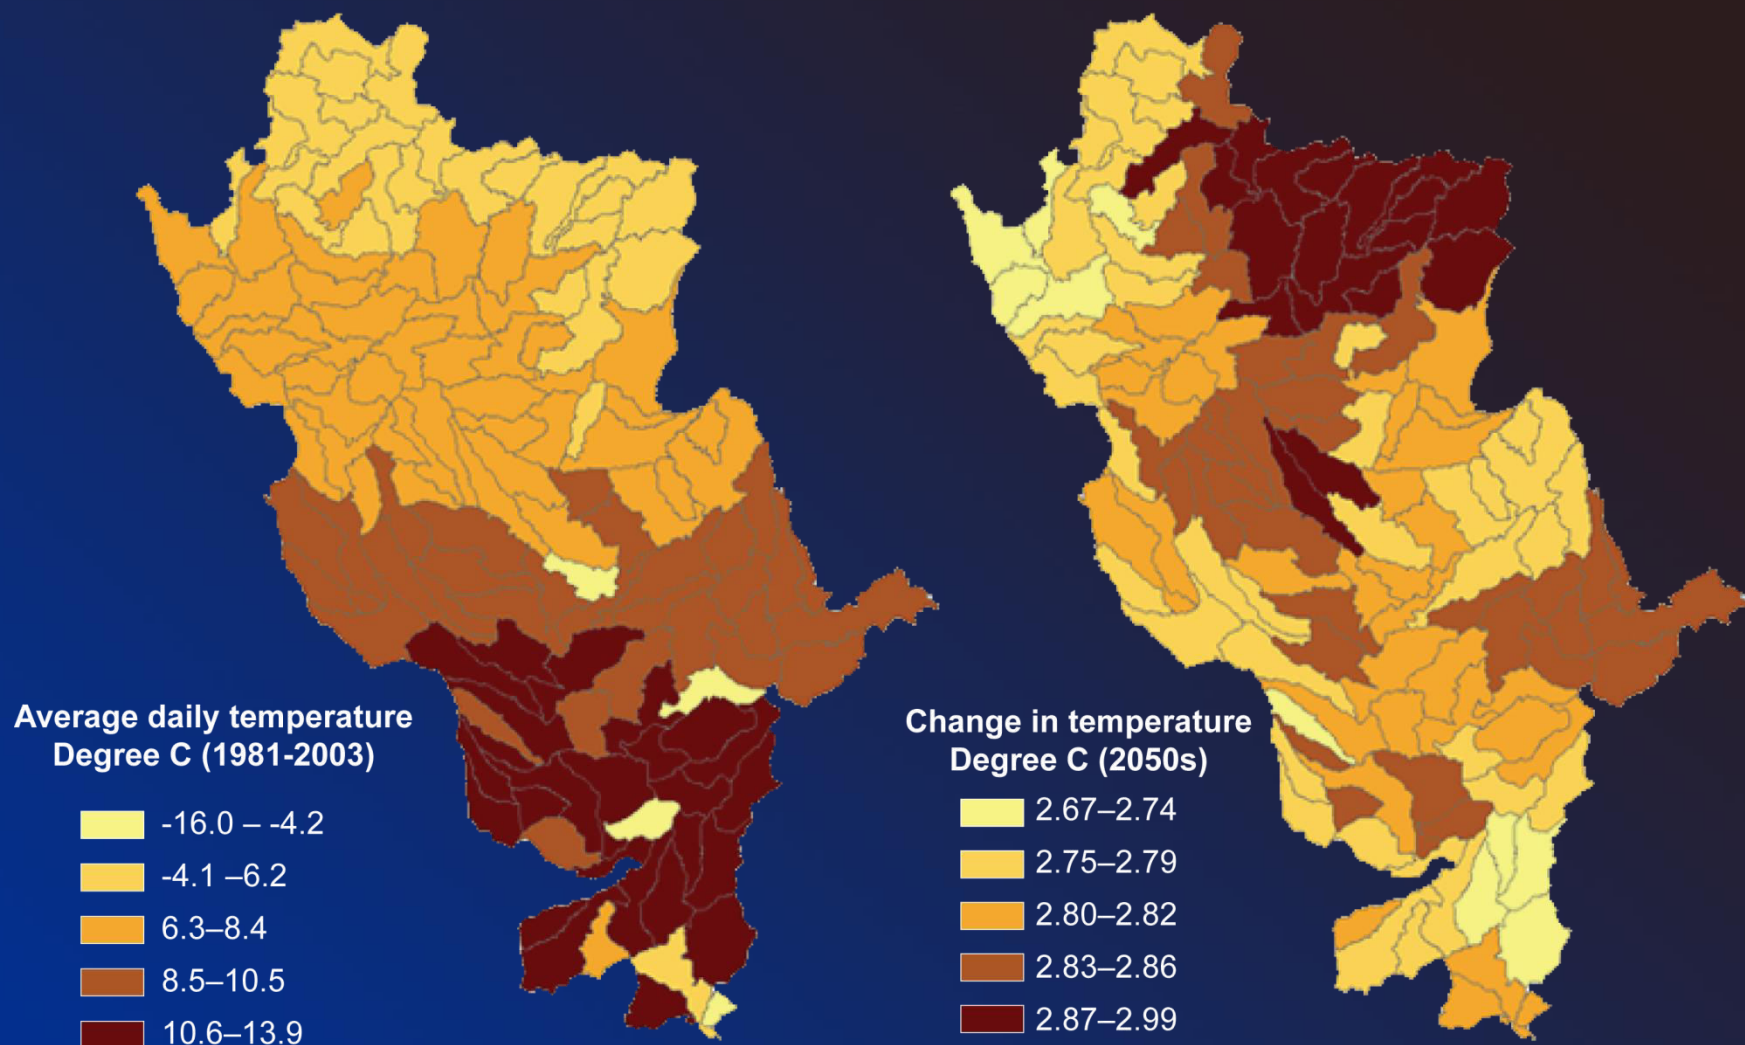 Average daily temperature
Degree C (1981-2003)
-16.0 – -4.2
-4.1 –6.2
6.3–8.4
8.5–10.5
10.6–13.9
Change in temperature
Degree C (2050s)
2.67–2.74
2.75–2.79
2.80–2.82
2.83–2.86
2.87–2.99